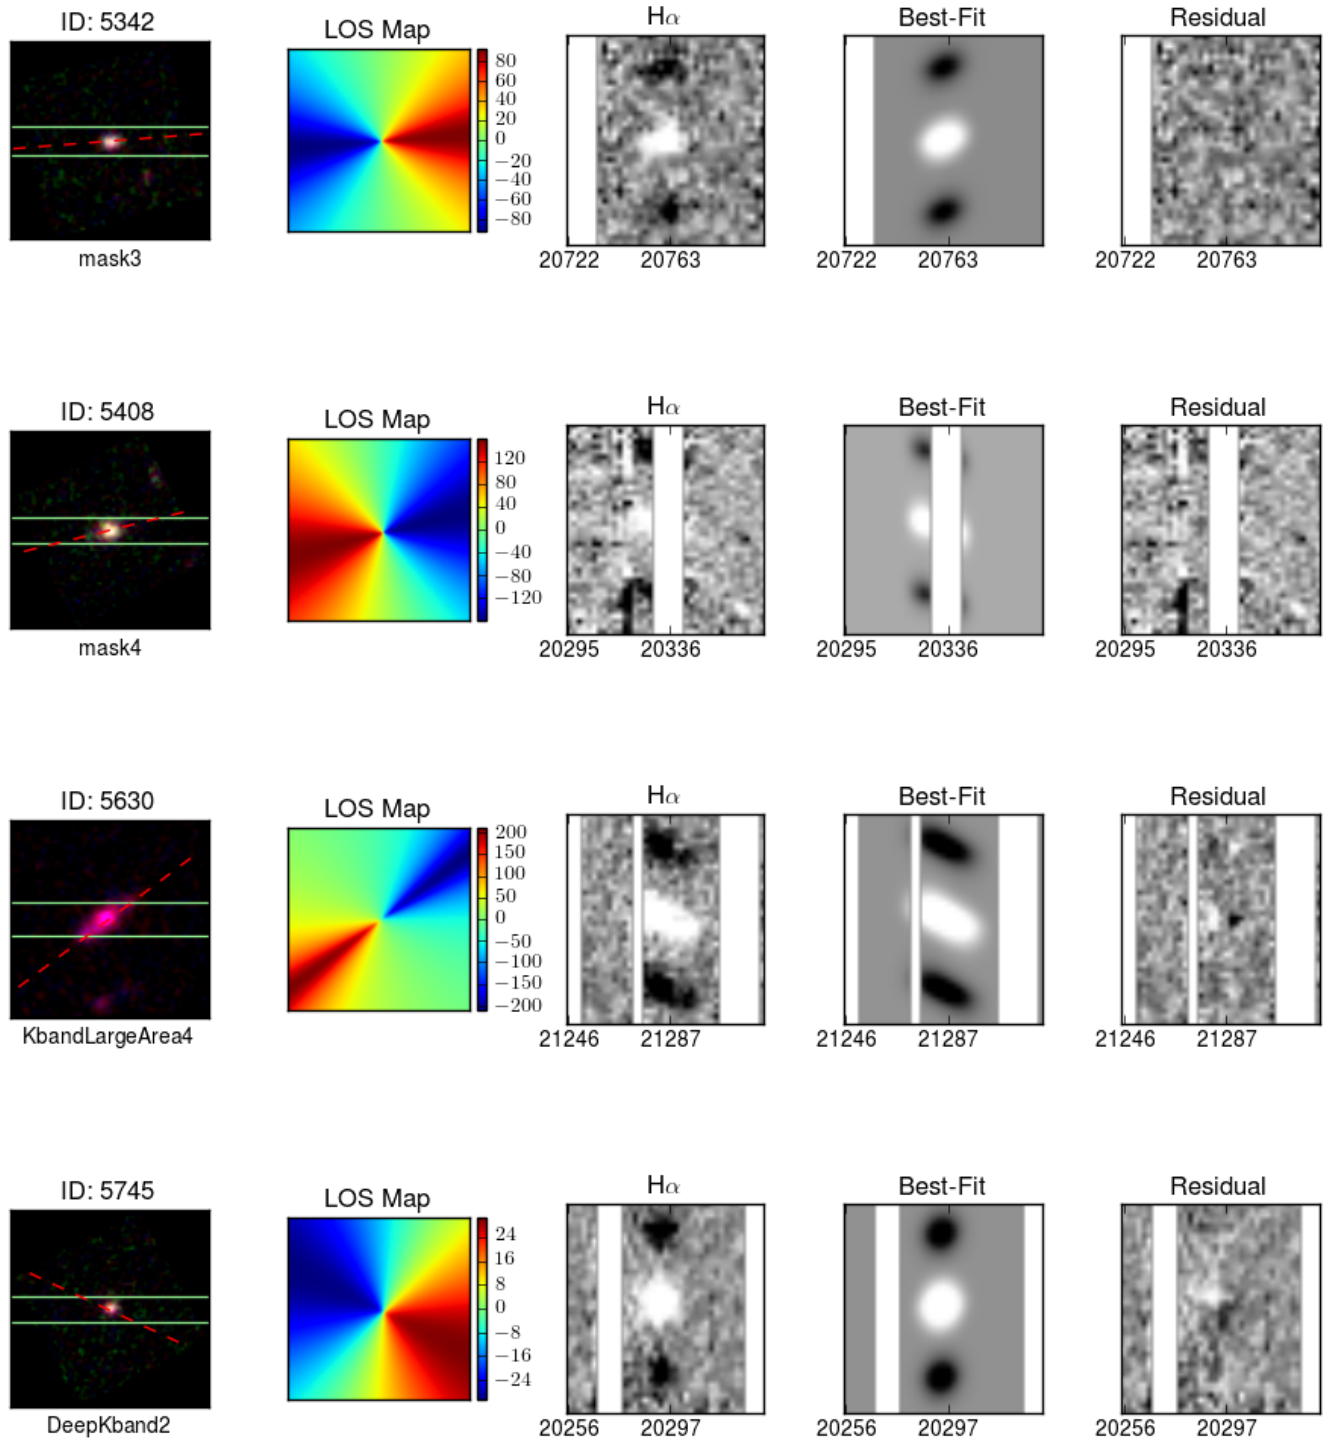 ID: 5342
LOS Map
Hα
Best-Fit
Residual
80
60
40
20
0
−20
−40
−60
−80
mask3
20722 20763
20722 20763
20722 20763
ID: 5408
LOS Map
Hα
Best-Fit
Residual
120
80
40
0
−40
−80
−120
mask4
20295 20336
20295 20336
20295 20336
ID: 5630
LOS Map
Hα
Best-Fit
Residual
200
150
100
50
0
−50
−100
−150
−200
KbandLargeArea4
21246 21287
21246 21287
21246 21287
ID: 5745
LOS Map
Hα
Best-Fit
Residual
24
16
8
0
−8
−16
−24
DeepKband2
20256 20297
20256 20297
20256 20297